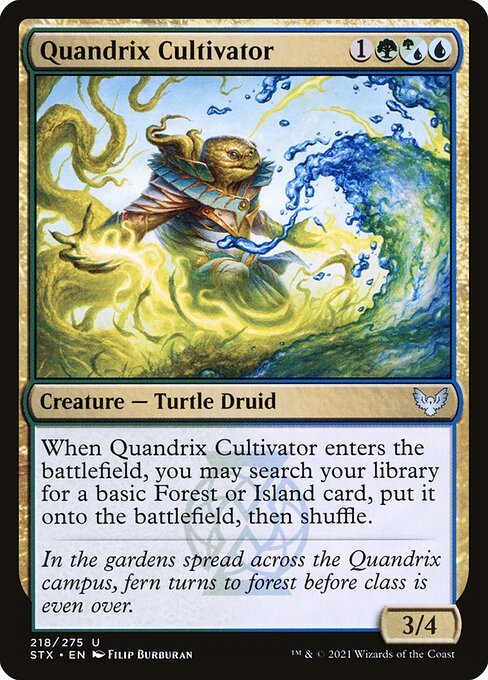 Quandrix Cultivator 1
Creature — Turtle Druid
When Quandrix Cultivator enters the
battlefield, you may search your library
for a basic Forest or Island card, put it
onto the battlefield, then shuffle.
In the gardens spread across the Quandrix
campus, fern turns to forest before class is
even over.
3/4
218/275 U
STX • EN Filip Burburan
™ & © 2021 Wizards of the Coast